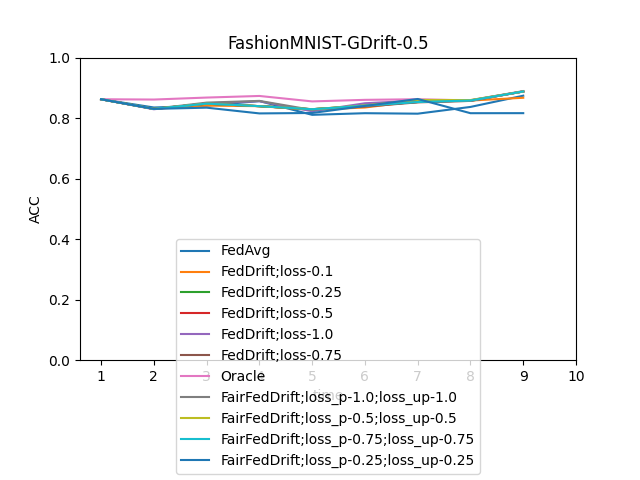 FashionMNIST-GDrift-0.5
1.0
0.8
0.6
0.4
0.2
0.0
ACC
1 2 3 4 5 6 7 8 9 10
time
FedAvg
FedDrift;loss-0.1
FedDrift;loss-0.25
FedDrift;loss-0.5
FedDrift;loss-1.0
FedDrift;loss-0.75
Oracle
FairFedDrift;loss_p-1.0;loss_up-1.0
FairFedDrift;loss_p-0.5;loss_up-0.5
FairFedDrift;loss_p-0.75;loss_up-0.75
FairFedDrift;loss_p-0.25;loss_up-0.25